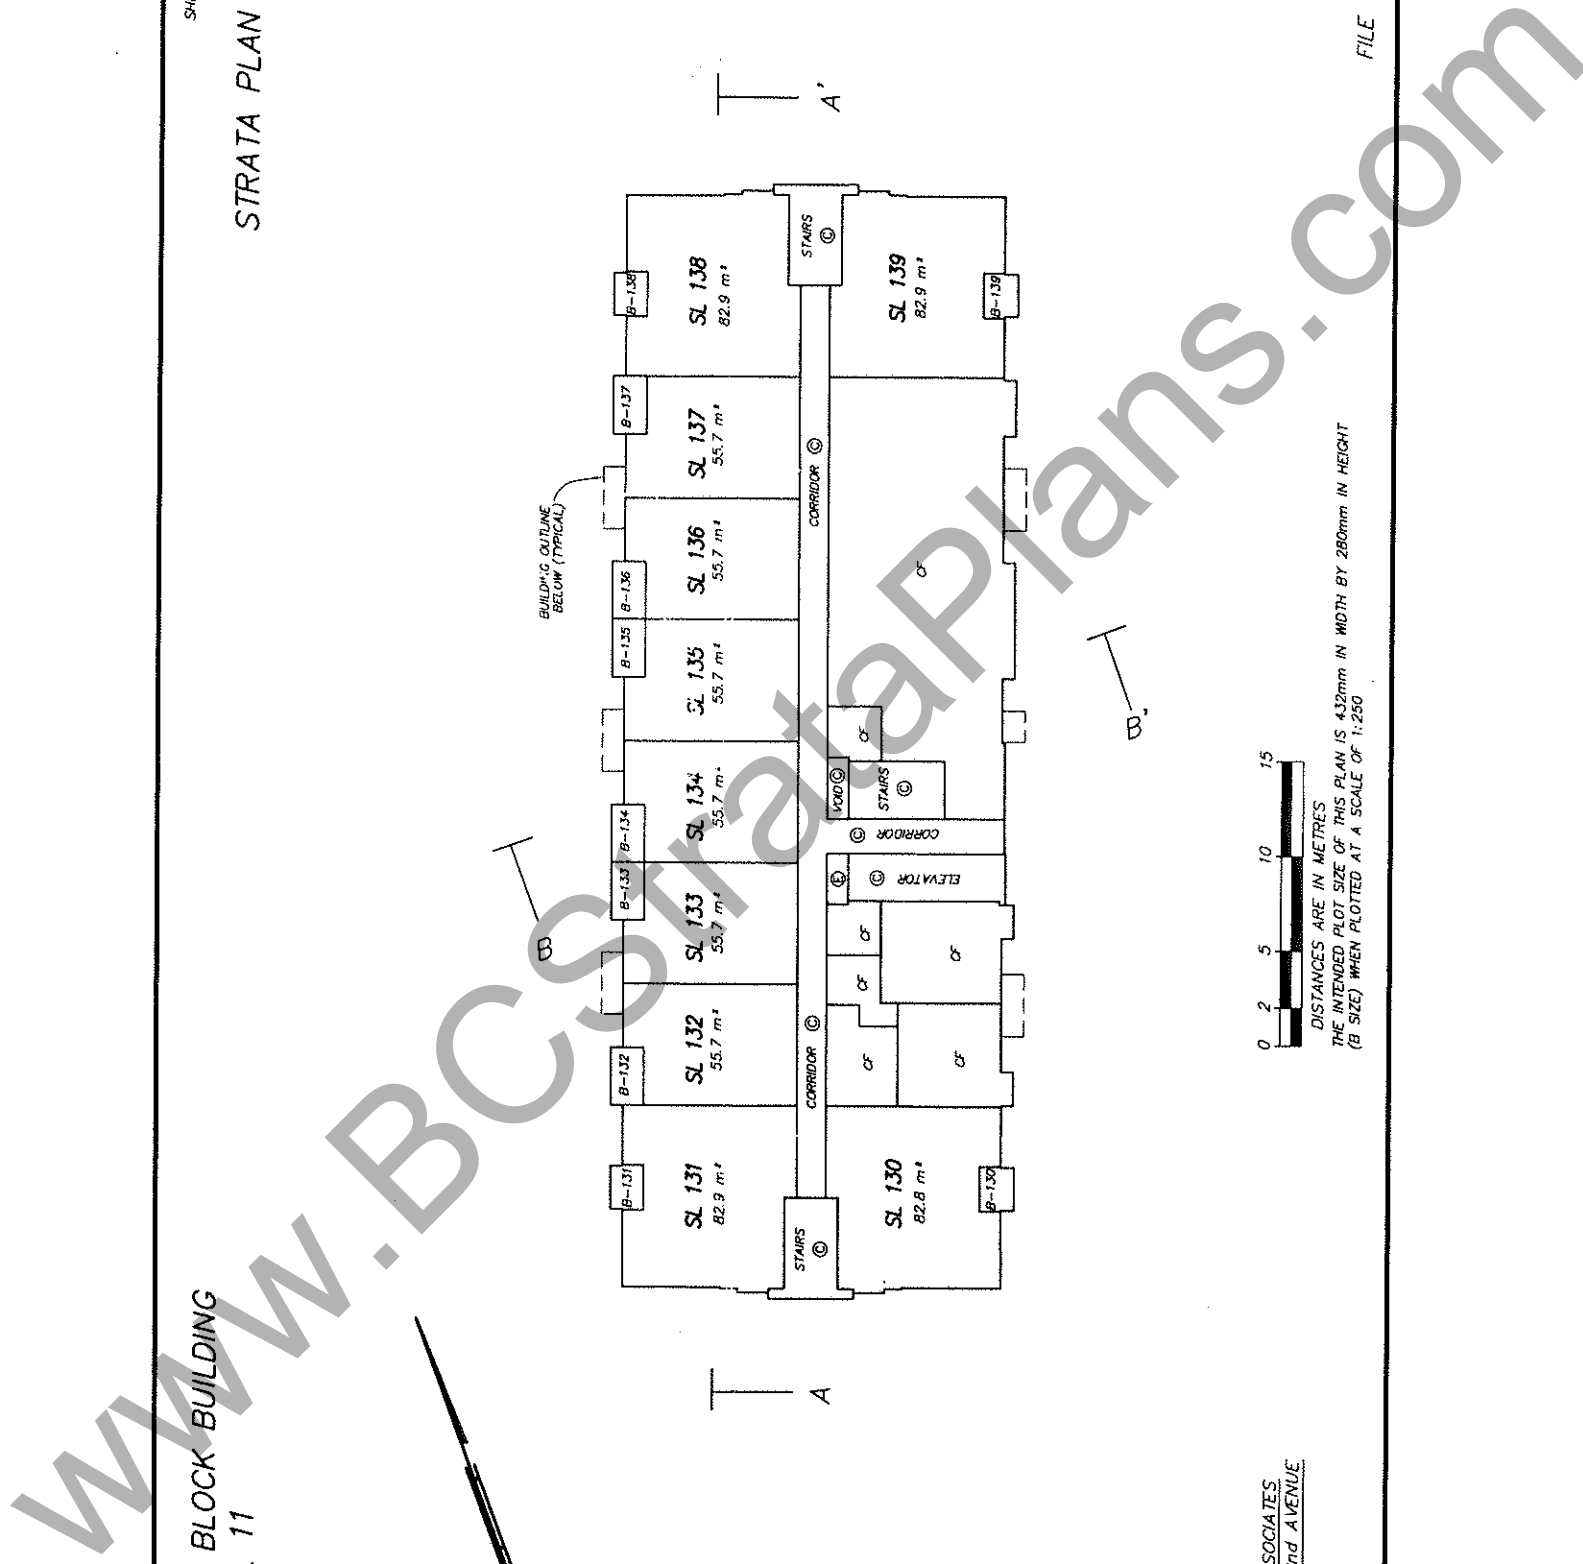 SH
STRATA PLAN
BLOCK BUILDING
11
A'
A
B
B'
BUILDING OUTLINE
BELOW (TYPICAL)
B-138
SL 138
82.9 m²
B-137
SL 137
55.7 m²
B-136
SL 136
55.7 m²
B-135
SL 135
55.7 m²
B-134
SL 134
55.7 m²
B-133
SL 133
55.7 m²
B-132
SL 132
55.7 m²
B-131
SL 131
82.9 m²
STAIRS
©
CORRIDOR ©
CORRIDOR ©
STAIRS
©
SL 139
82.9 m²
B-139
CF
CF
VOID ©
STAIRS
©
CORRIDOR ©
Ⓔ
ELEVATOR ©
CF
CF
CF
CF
CF
SL 130
82.8 m²
B-130
0 2 5 10 15
DISTANCES ARE IN METRES
THE INTENDED PLOT SIZE OF THIS PLAN IS 432mm IN WIDTH BY 280mm IN HEIGHT
(B SIZE) WHEN PLOTTED AT A SCALE OF 1:250
SOCIATES
nd AVENUE
FILE
www.BCStrataPlans.com